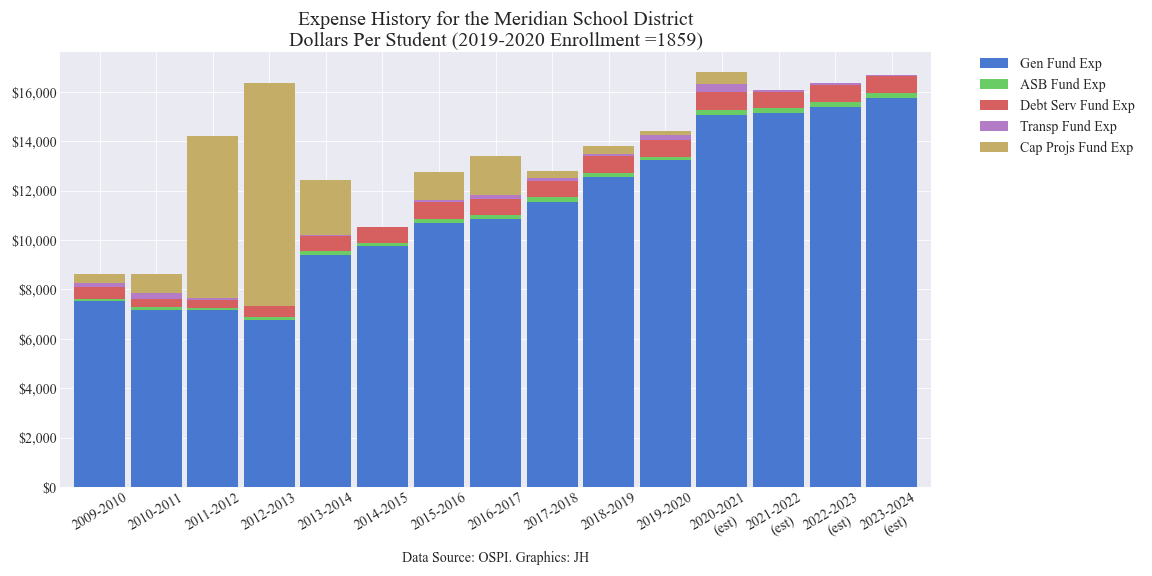 Expense History for the Meridian School District
Dollars Per Student (2019-2020 Enrollment =1859)
Gen Fund Exp
ASB Fund Exp
Debt Serv Fund Exp
Transp Fund Exp
Cap Projs Fund Exp
$16,000
$14,000
$12,000
$10,000
$8,000
$6,000
$4,000
$2,000
$0
2009-2010
2010-2011
2011-2012
2012-2013
2013-2014
2014-2015
2015-2016
2016-2017
2017-2018
2018-2019
2019-2020
2020-2021
(est)
2021-2022
(est)
2022-2023
(est)
2023-2024
(est)
Data Source: OSPI. Graphics: JH